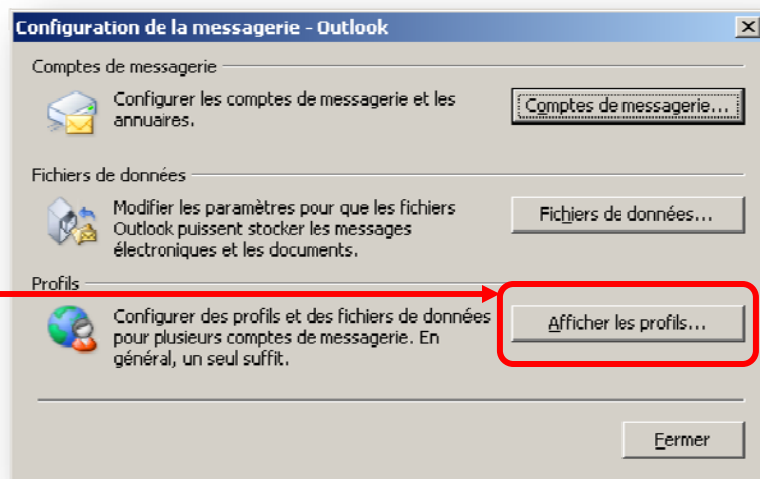 Configuration de la messagerie - Outlook
Comptes de messagerie
Configurer les comptes de messagerie et les
annuaires.
Comptes de messagerie...
Fichiers de données
Modifier les paramètres pour que les fichiers
Outlook puissent stocker les messages
électroniques et les documents.
Fichiers de données...
Profils
Configurer des profils et des fichiers de données
pour plusieurs comptes de messagerie. En
général, un seul suffit.
Afficher les profils...
Fermer